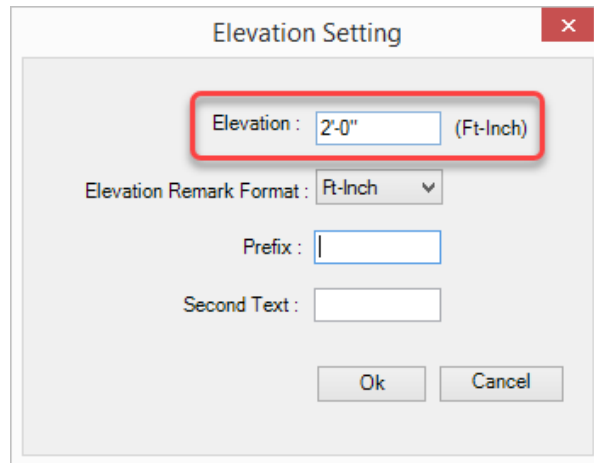 Elevation Setting
Elevation : 2'-0" (Ft-Inch)
Elevation Remark Format : Ft-Inch
Prefix :
Second Text :
Ok Cancel